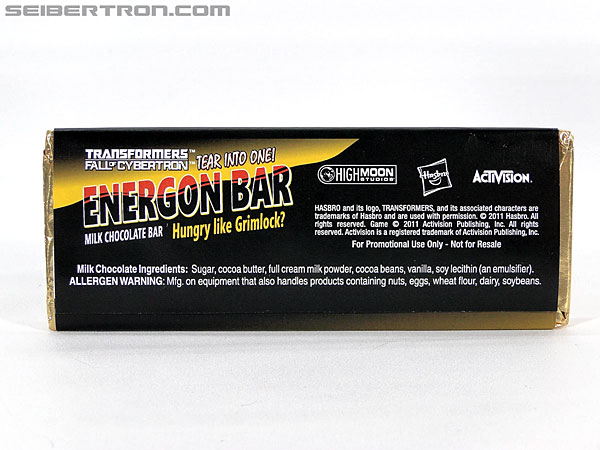 SEIBERTRON.COM
TRANSFORMERS™
FALL OF CYBERTRON™
TEAR INTO ONE!
ENERGON BAR
MILK CHOCOLATE BAR
Hungry like Grimlock?
HIGHMOON
STUDIOS
Hasbro
ACTIVISION.
HASBRO and its logo, TRANSFORMERS, and its associated characters are
trademarks of Hasbro and are used with permission. © 2011 Hasbro. All
rights reserved. Game © 2011 Activision Publishing, Inc. All rights
reserved. Activision is a registered trademark of Activision Publishing, Inc.
For Promotional Use Only - Not for Resale
Milk Chocolate Ingredients: Sugar, cocoa butter, full cream milk powder, cocoa beans, vanilla, soy lecithin (an emulsifier).
ALLERGEN WARNING: Mfg. on equipment that also handles products containing nuts, eggs, wheat flour, dairy, soybeans.